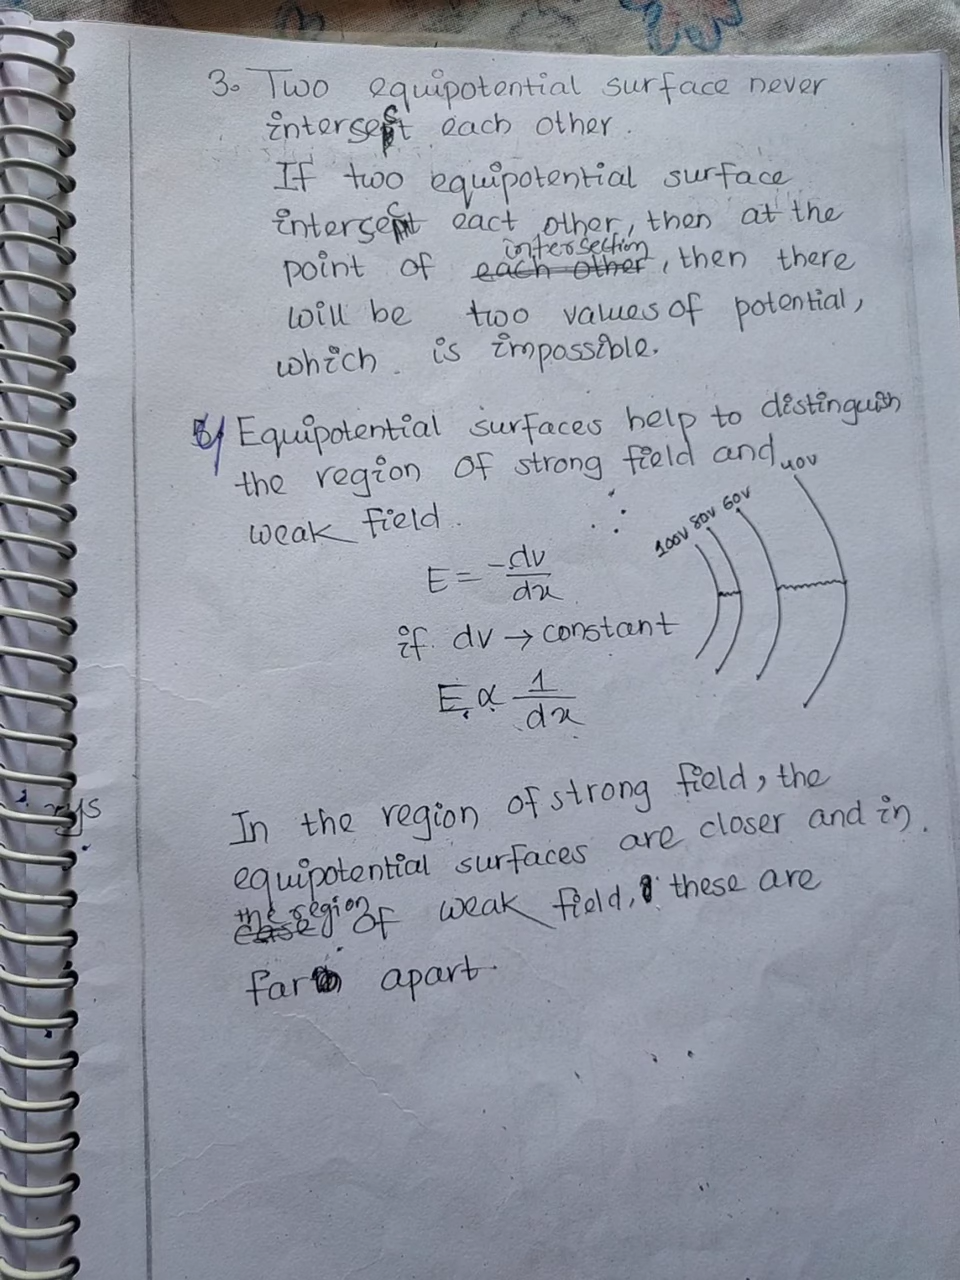 3. Two equipotential surface never
intersect each other.
If two equipotential surface
intersect eact other, then at the
intersection
point of each other, then there
will be two values of potential,
which is impossible.
Equipotential surfaces help to distinguish
the region of strong field and
weak field.
100V 80V 60V 40V
E = -dv/dx
if dv → constant
E ∝ 1/dx
In the region of strong field, the
equipotential surfaces are closer and in
the region
of weak field, these are
far apart.